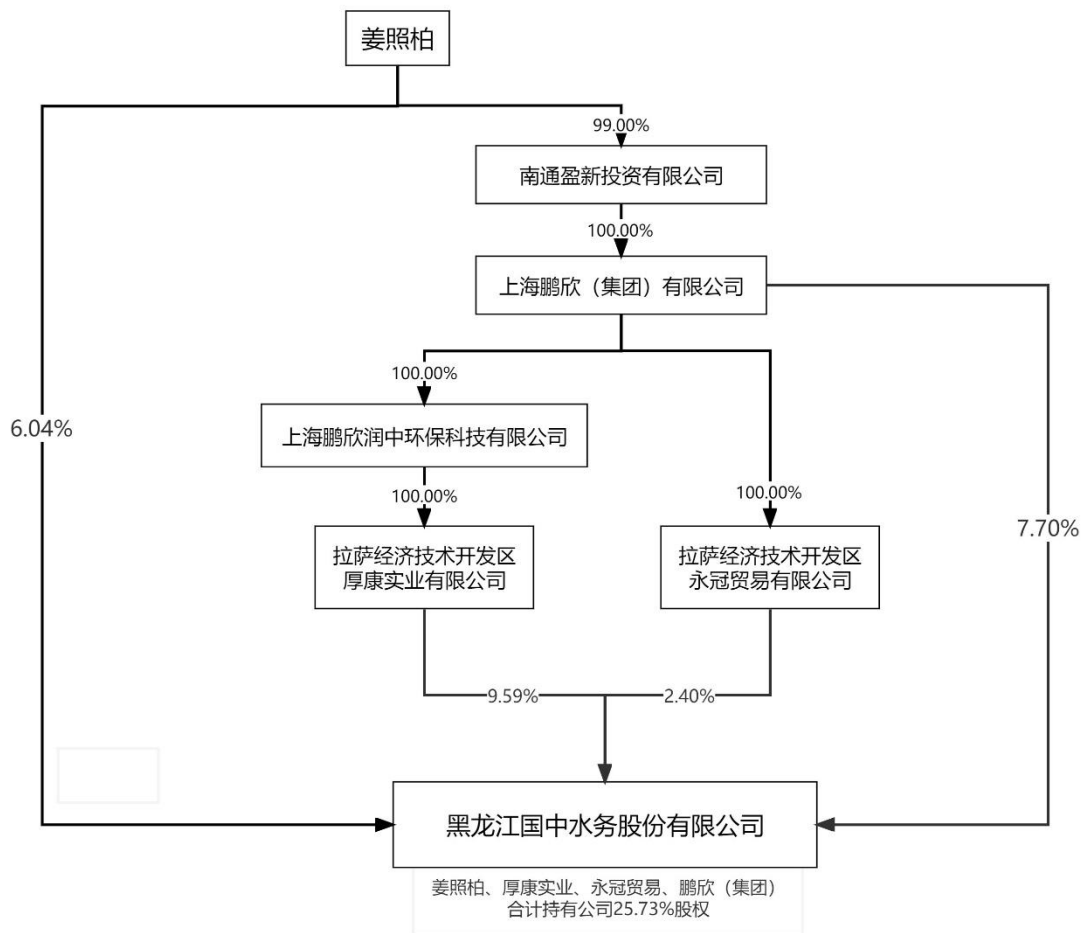 姜照柏
99.00%
南通盈新投资有限公司
100.00%
上海鹏欣（集团）有限公司
100.00%
上海鹏欣润中环保科技有限公司
6.04%
100.00%
100.00%
7.70%
拉萨经济技术开发区
厚康实业有限公司
拉萨经济技术开发区
永冠贸易有限公司
9.59%
2.40%
黑龙江国中水务股份有限公司
姜照柏、厚康实业、永冠贸易、鹏欣（集团）
合计持有公司25.73%股权